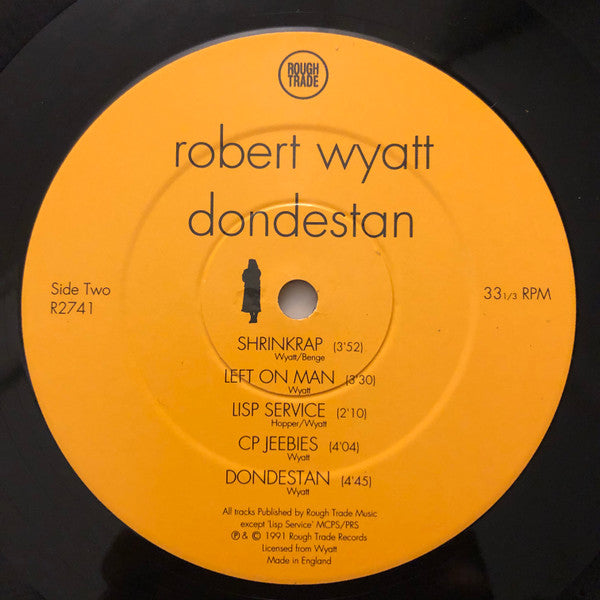 ROUGH
TRADE
robert wyatt
dondestan
Side Two
R2741
33 1/3 RPM
SHRINKRAP (3'52)
Wyatt/Benge
LEFT ON MAN (3'30)
Wyatt
LISP SERVICE (2'10)
Hopper/Wyatt
CP JEEBIES (4'04)
Wyatt
DONDESTAN (4'45)
Wyatt
All tracks Published by Rough Trade Music
except 'Lisp Service' MCPS/PRS
℗ & © 1991 Rough Trade Records
Licensed from Wyatt
Made in England